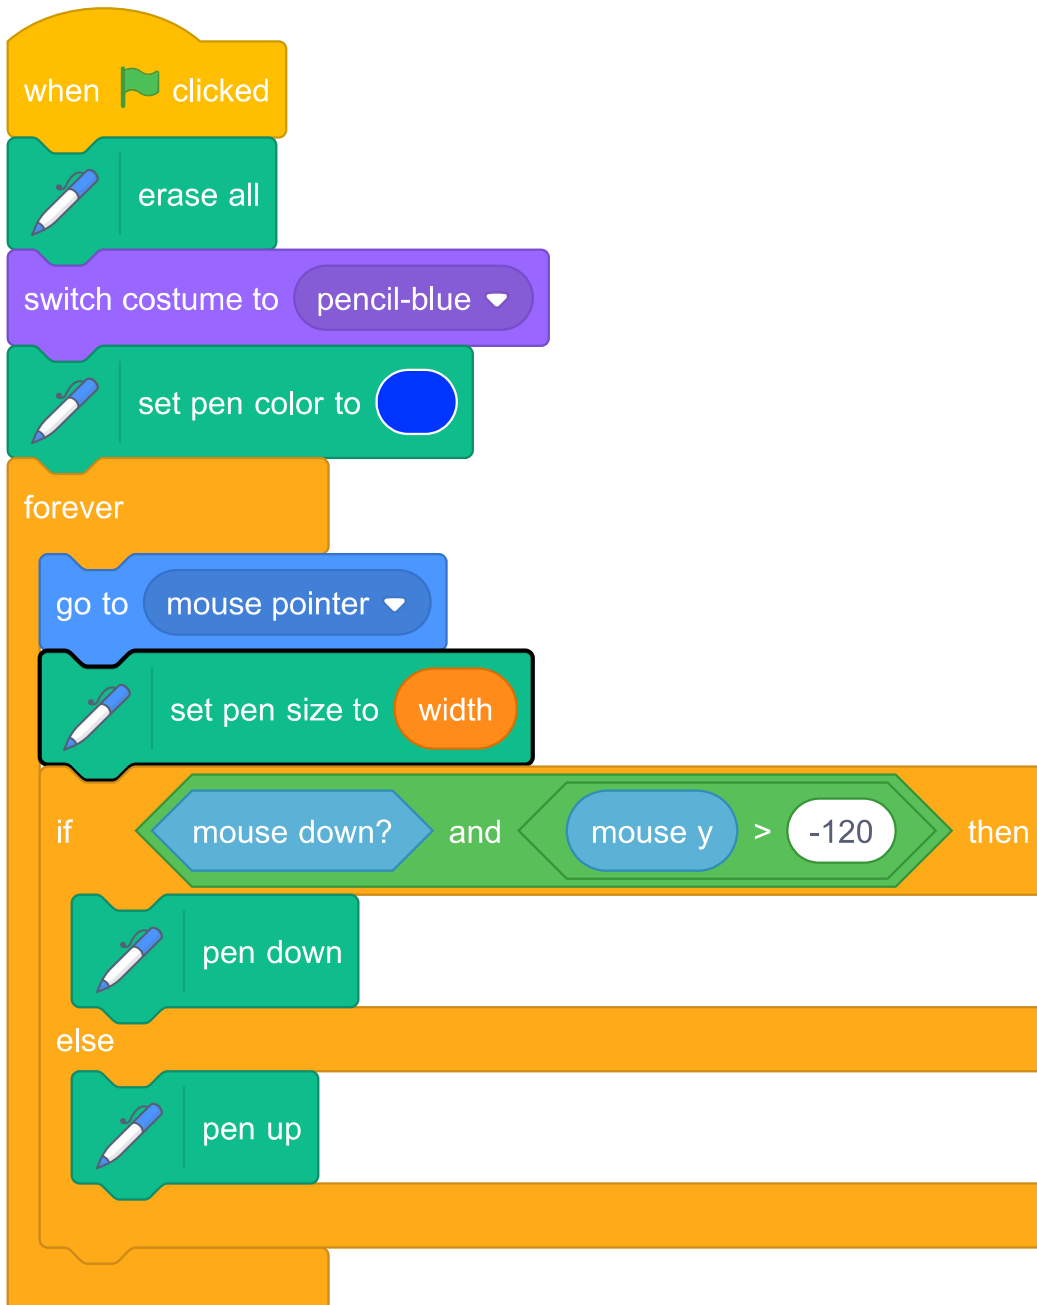 when clicked
erase all
switch costume to pencil-blue
set pen color to
forever
go to mouse pointer
set pen size to width
if mouse down? and mouse y > -120 then
pen down
else
pen up